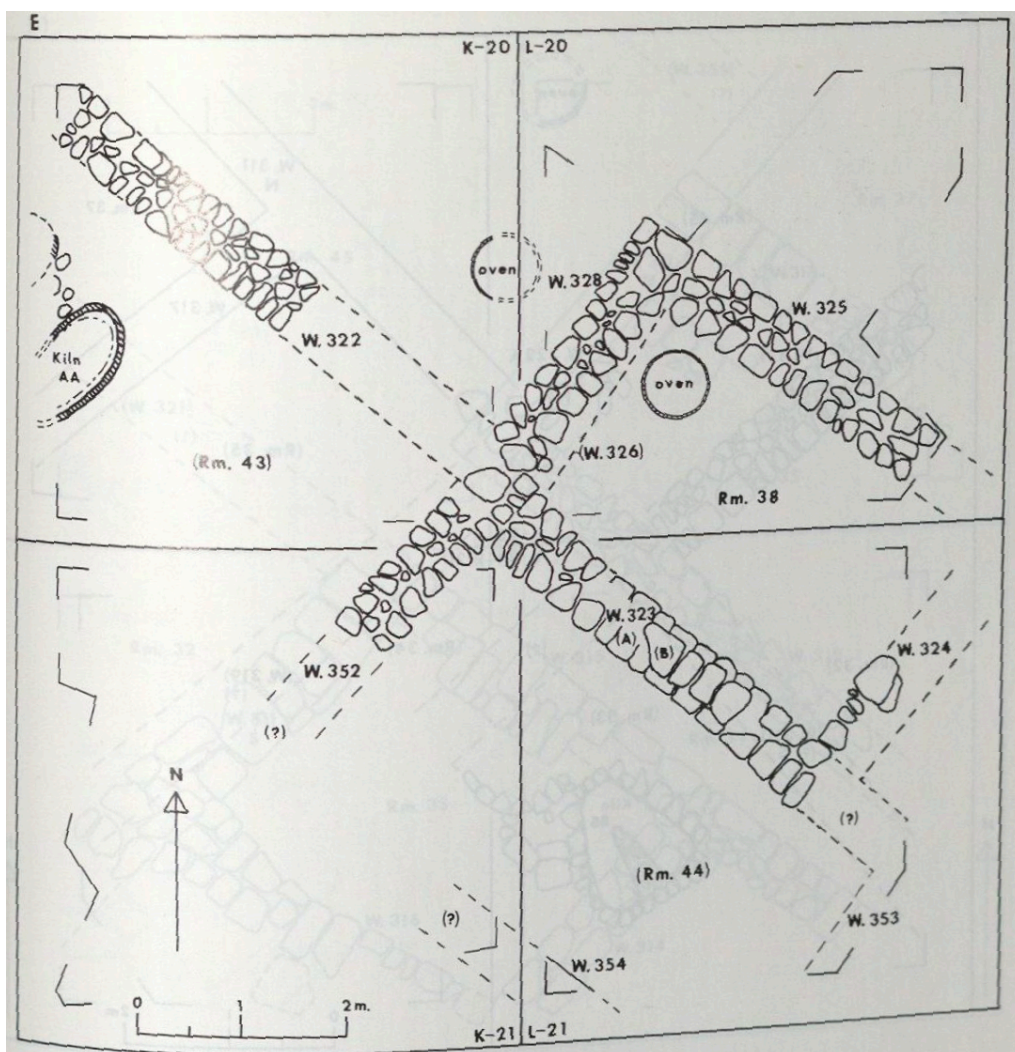 E
K-20 L-20
oven
W. 328
W. 325
W. 322
Kiln
AA
oven
(W. 326)
(Rm. 43)
Rm. 38
W. 323
(A)
(B)
W. 324
W. 352
(?)
N
(?)
(Rm. 44)
(?)
W. 353
W. 354
0 1 2 m.
K-21 L-21